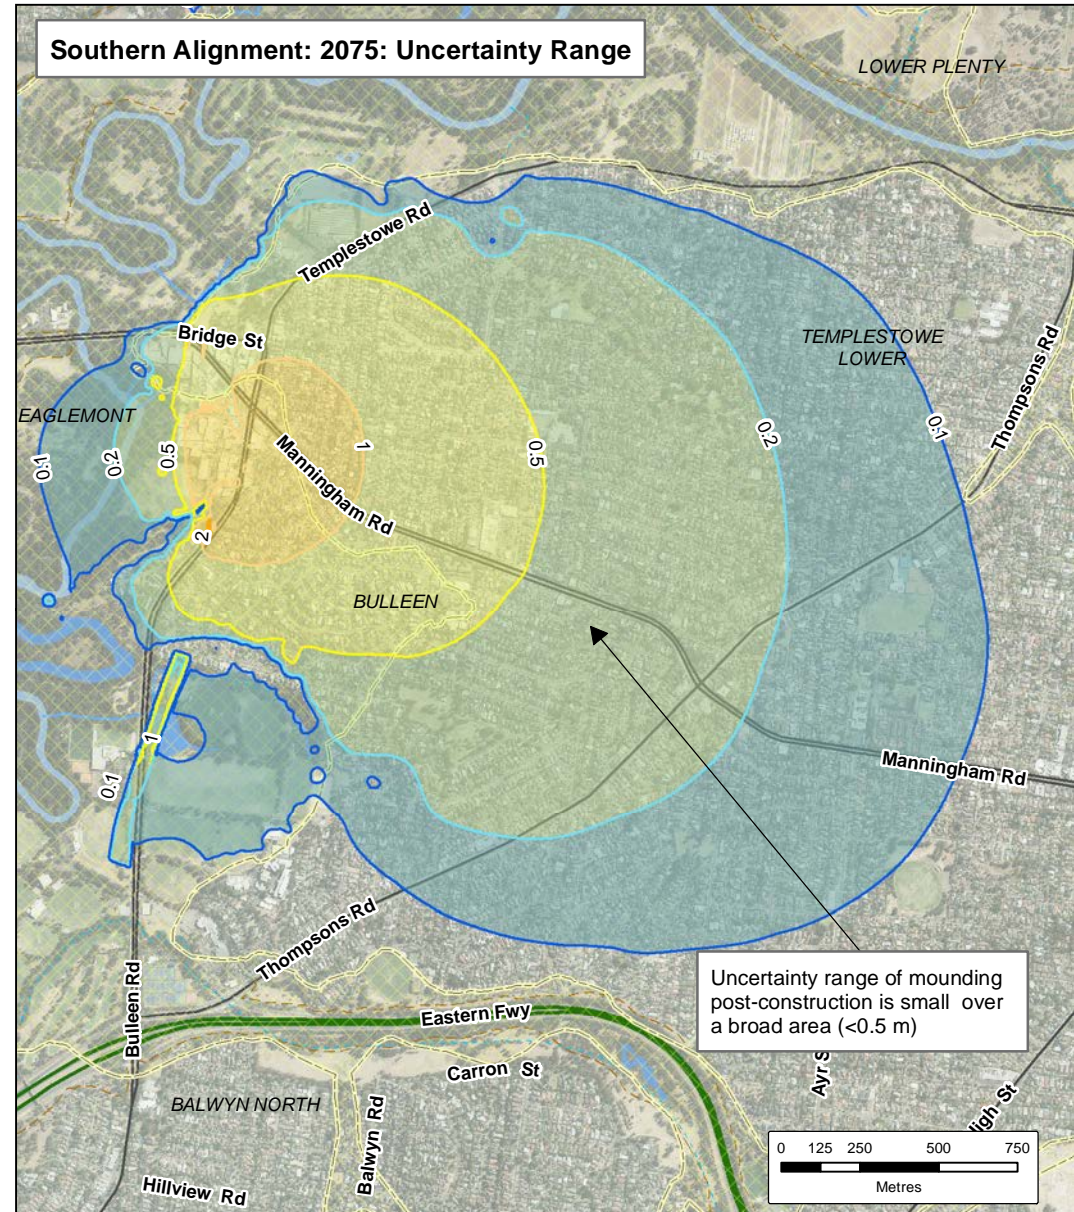 Southern Alignment: 2075: Uncertainty Range
LOWER PLENTY
Templestowe Rd
Bridge St
TEMPLESTOWE
LOWER
Thompsons Rd
EAGLEMONT
0.1
0.2
0.5
1
0.5
0.2
0.1
Manningham Rd
2
BULLEEN
1
0.1
Manningham Rd
Thompsons Rd
Uncertainty range of mounding
post-construction is small over
a broad area (<0.5 m)
Bulleen Rd
Eastern Fwy
Carron St
Ayr
BALWYN NORTH
Balwyn Rd
St
Hillview Rd
0 125 250 500 750
Metres